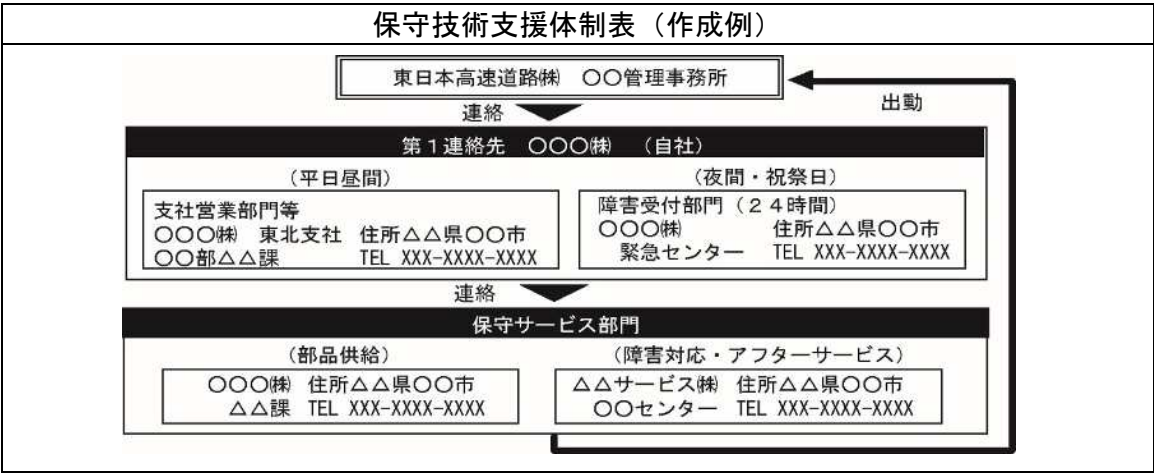 保守技術支援体制表（作成例）
東日本高速道路㈱　〇〇管理事務所
出動
連絡
第１連絡先　〇〇〇㈱　（自社）
（平日昼間）
支社営業部門等
〇〇〇㈱　東北支社　住所△△県〇〇市
〇〇部△△課　TEL XXX-XXXX-XXXX
（夜間・祝祭日）
障害受付部門（２４時間）
〇〇〇㈱　住所△△県〇〇市
緊急センター　TEL XXX-XXXX-XXXX
連絡
保守サービス部門
（部品供給）
〇〇〇㈱　住所△△県〇〇市
△△課　TEL XXX-XXXX-XXXX
（障害対応・アフターサービス）
△△サービス㈱　住所△△県〇〇市
〇〇センター　TEL XXX-XXXX-XXXX